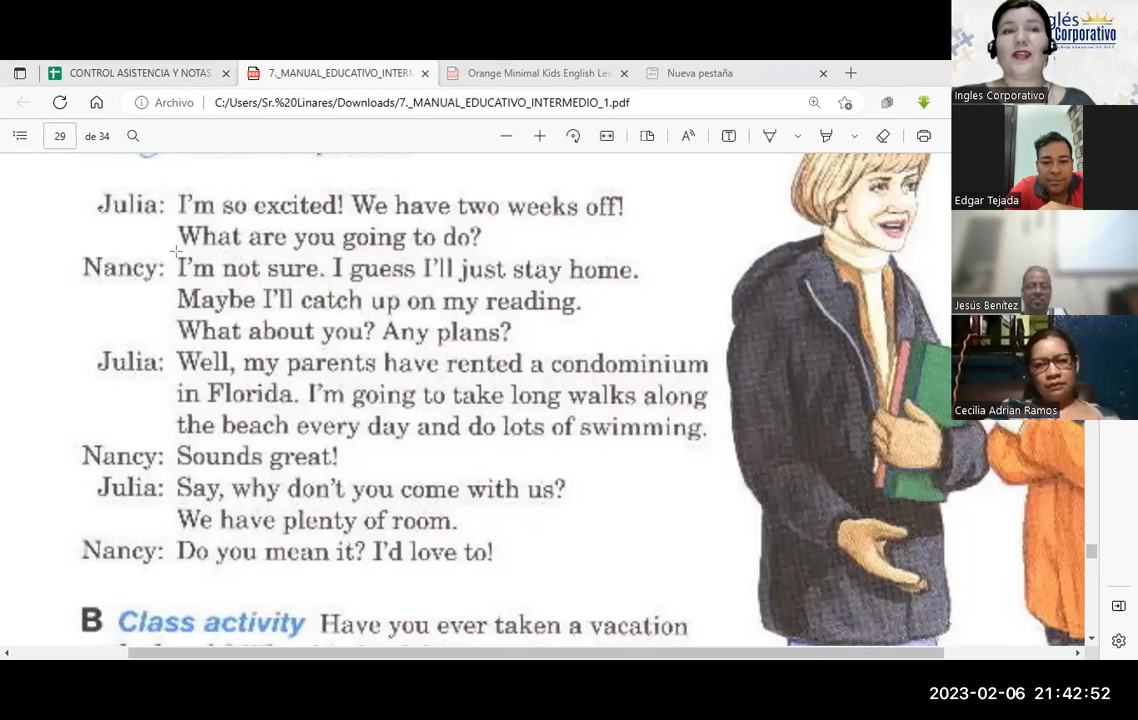 glés
Corporativo
CONTROL ASISTENCIA Y NOTAS
7._MANUAL_EDUCATIVO_INTERM
Orange Minimal Kids English Les
Nueva pestaña
Ingles Corporativo
Archivo
C:/Users/Sr.%20Linares/Downloads/7._MANUAL_EDUCATIVO_INTERMEDIO_1.pdf
29 de 34
Edgar Tejada
Julia: I'm so excited! We have two weeks off!
What are you going to do?
Nancy: I'm not sure. I guess I'll just stay home.
Maybe I'll catch up on my reading.
What about you? Any plans?
Jesús Benítez
Julia: Well, my parents have rented a condominium
in Florida. I'm going to take long walks along
the beach every day and do lots of swimming.
Cecilia Adrian Ramos
Nancy: Sounds great!
Julia: Say, why don't you come with us?
We have plenty of room.
Nancy: Do you mean it? I'd love to!
B Class activity Have you ever taken a vacation
2023-02-06 21:42:52